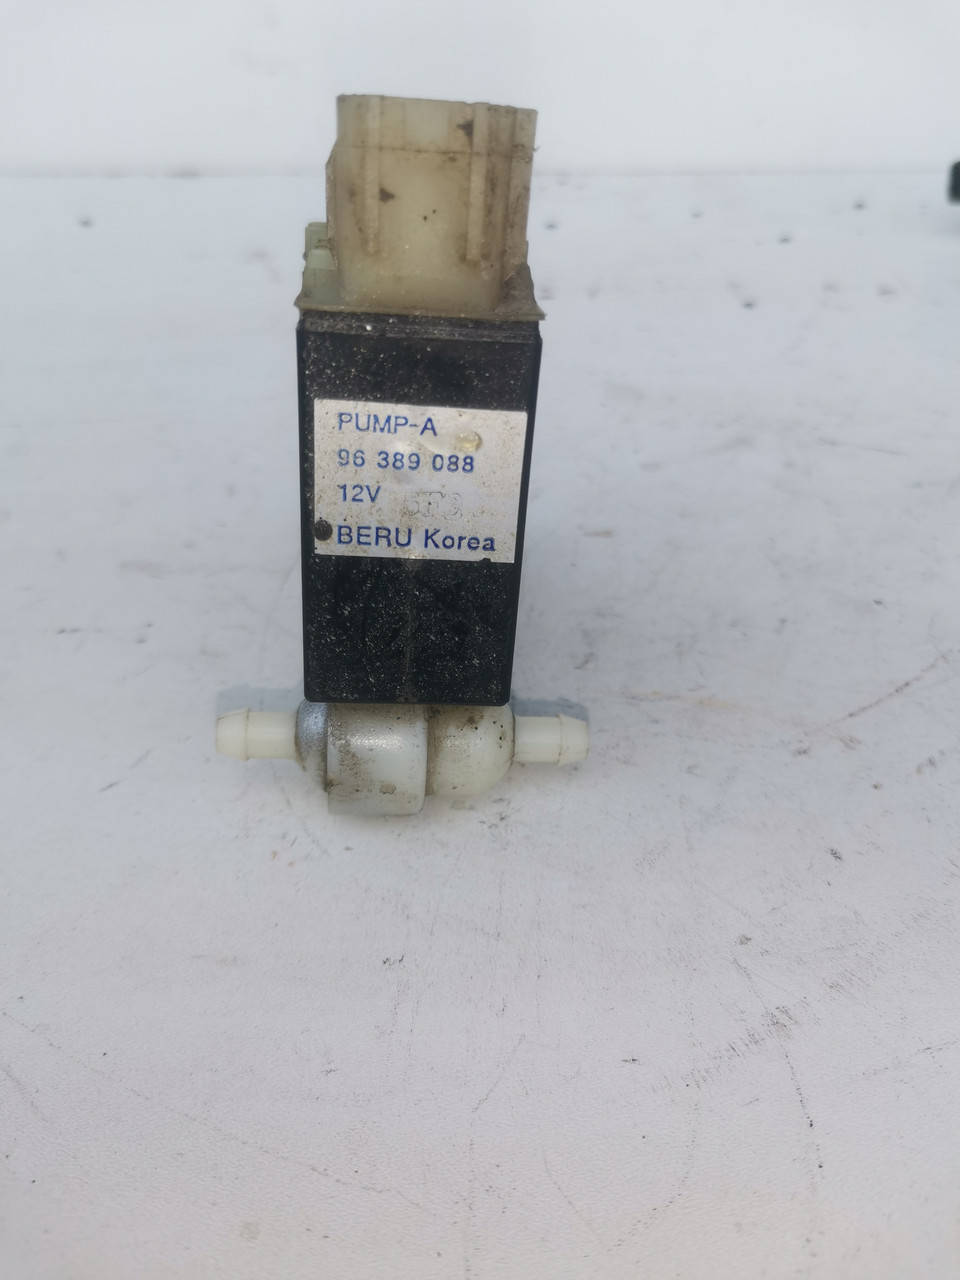 PUMP-A
96 389 088
12V
BERU Korea